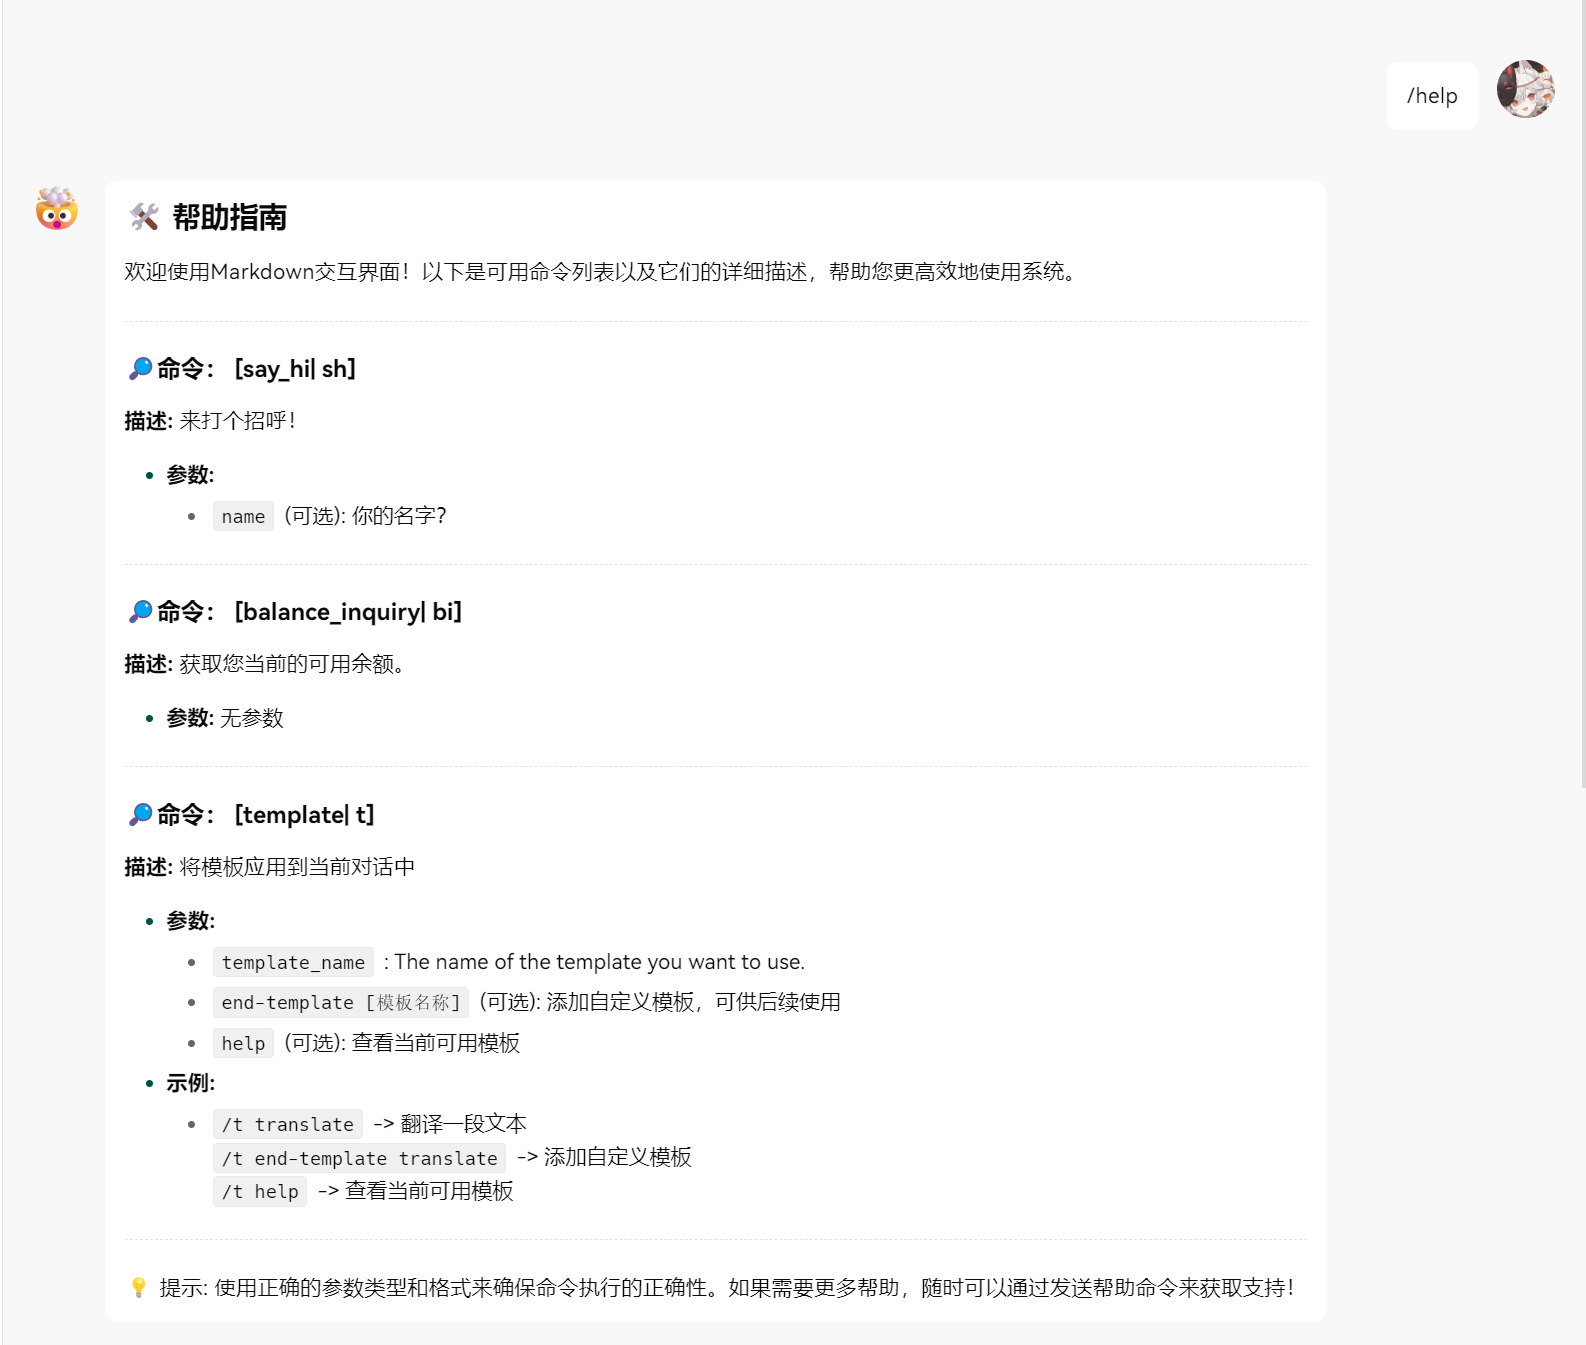 /help
帮助指南
欢迎使用Markdown交互界面！以下是可用命令列表以及它们的详细描述，帮助您更高效地使用系统。
命令： [say_hi| sh]
描述: 来打个招呼！
参数:
name (可选): 你的名字？
命令： [balance_inquiry| bi]
描述: 获取您当前的可用余额。
参数: 无参数
命令： [template| t]
描述: 将模板应用到当前对话中
参数:
template_name : The name of the template you want to use.
end-template [模板名称] (可选): 添加自定义模板，可供后续使用
help (可选): 查看当前可用模板
示例:
/t translate -> 翻译一段文本
/t end-template translate -> 添加自定义模板
/t help -> 查看当前可用模板
提示: 使用正确的参数类型和格式来确保命令执行的正确性。如果需要更多帮助，随时可以通过发送帮助命令来获取支持！